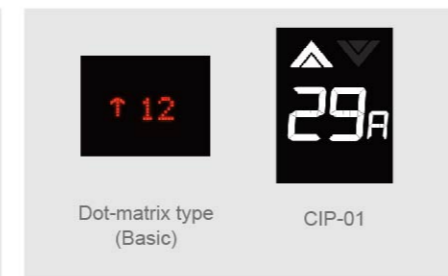 ↑ 12
29A
Dot-matrix type
(Basic)
CIP-01